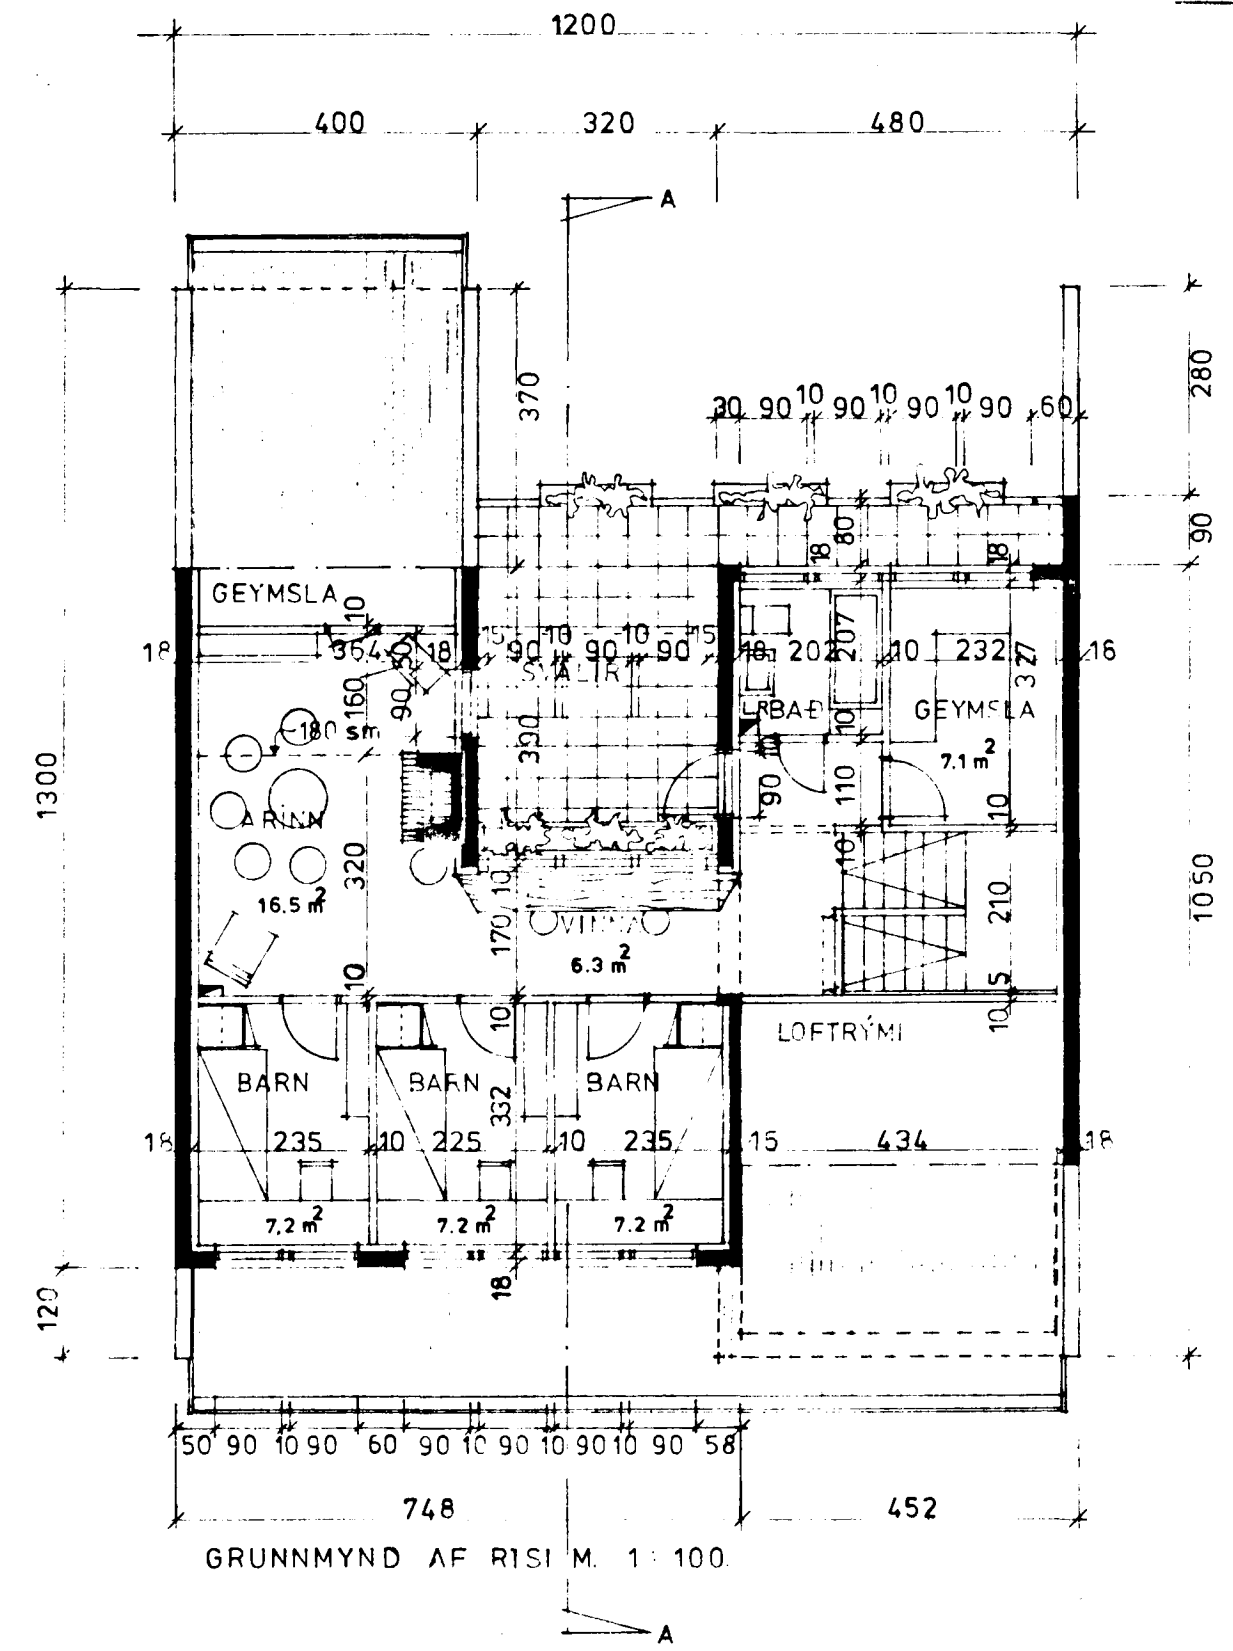 1200
400 320 480
A
370
280
30 90 10 90 10 90 10 90 60
80
90
18 18
GEYMSLA
10
18 364 50 18 15 90 10 90 10 90 15 18 202 207 10 232 327 16
SVALIR
160
90
LR BAÐ
10
GEYMSLA
180 sm
390
7.1 m²
10
90
110
10
1300
ARINN
320
10
10
210
1050
16.5 m²
170
VINNA
6.3 m²
10
5
10
10
LOFTRÝMI
BARN BARN BARN
332
18 235 10 225 10 235 15 434 18
7,2 m² 7.2 m² 7.2 m²
18
120
50 90 10 90 60 90 10 90 10 90 10 90 58
748 452
GRUNNMYND AF RISI M. 1:100.
A